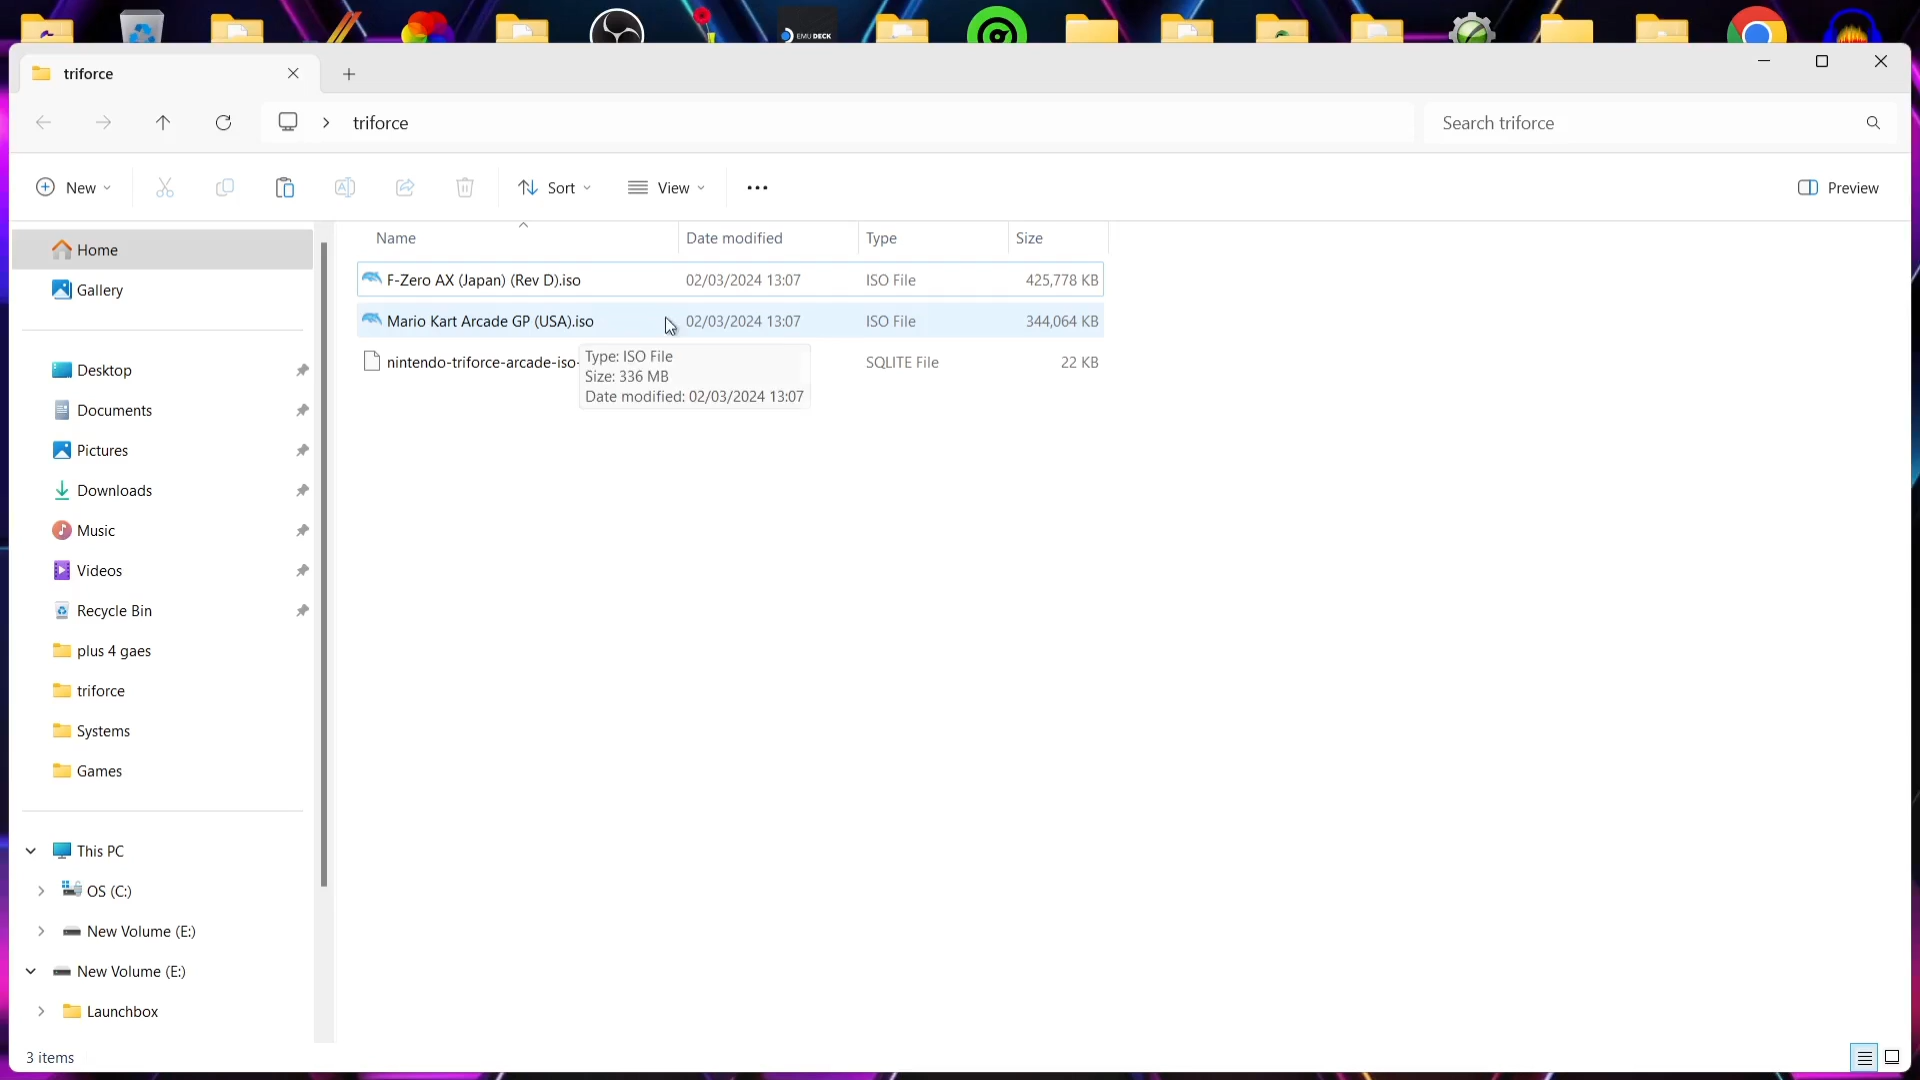 EMU DECK
triforce
triforce
Search triforce
New
Sort
View
Preview
Name Date modified Type Size
Home
Gallery
Desktop
Documents
Pictures
Downloads
Music
Videos
Recycle Bin
plus 4 gaes
triforce
Systems
Games
This PC
OS (C:)
New Volume (E:)
New Volume (E:)
Launchbox
F-Zero AX (Japan) (Rev D).iso 02/03/2024 13:07 ISO File 425,778 KB
Mario Kart Arcade GP (USA).iso 02/03/2024 13:07 ISO File 344,064 KB
nintendo-triforce-arcade-iso- SQLITE File 22 KB
Type: ISO File
Size: 336 MB
Date modified: 02/03/2024 13:07
3 items